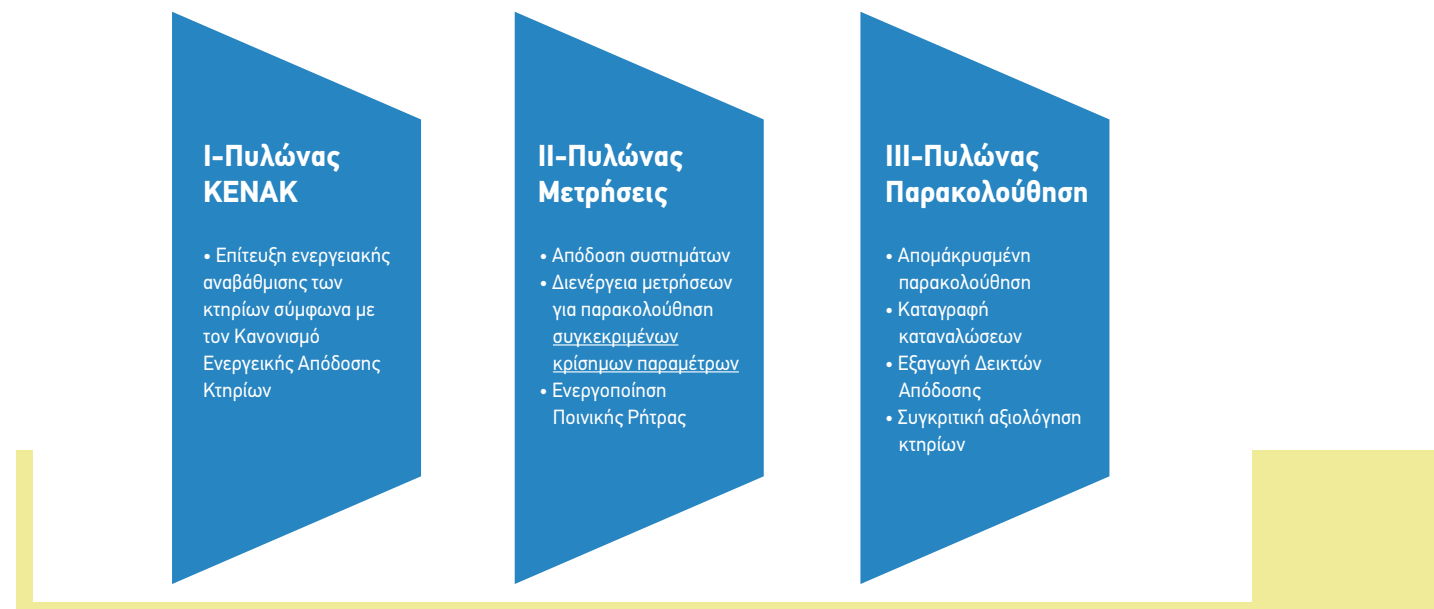 I-Πυλώνας
ΚΕΝΑΚ
• Επίτευξη ενεργειακής
αναβάθμισης των
κτηρίων σύμφωνα με
τον Κανονισμό
Ενεργεικής Απόδοσης
Κτηρίων
II-Πυλώνας
Μετρήσεις
• Απόδοση συστημάτων
• Διενέργεια μετρήσεων
για παρακολούθηση
συγκεκριμένων
κρίσημων παραμέτρων
• Ενεργοποίηση
Ποινικής Ρήτρας
III-Πυλώνας
Παρακολούθηση
• Απομάκρυσμένη
παρακολούθηση
• Καταγραφή
καταναλώσεων
• Εξαγωγή Δεικτών
Απόδοσης
• Συγκριτική αξιολόγηση
κτηρίων